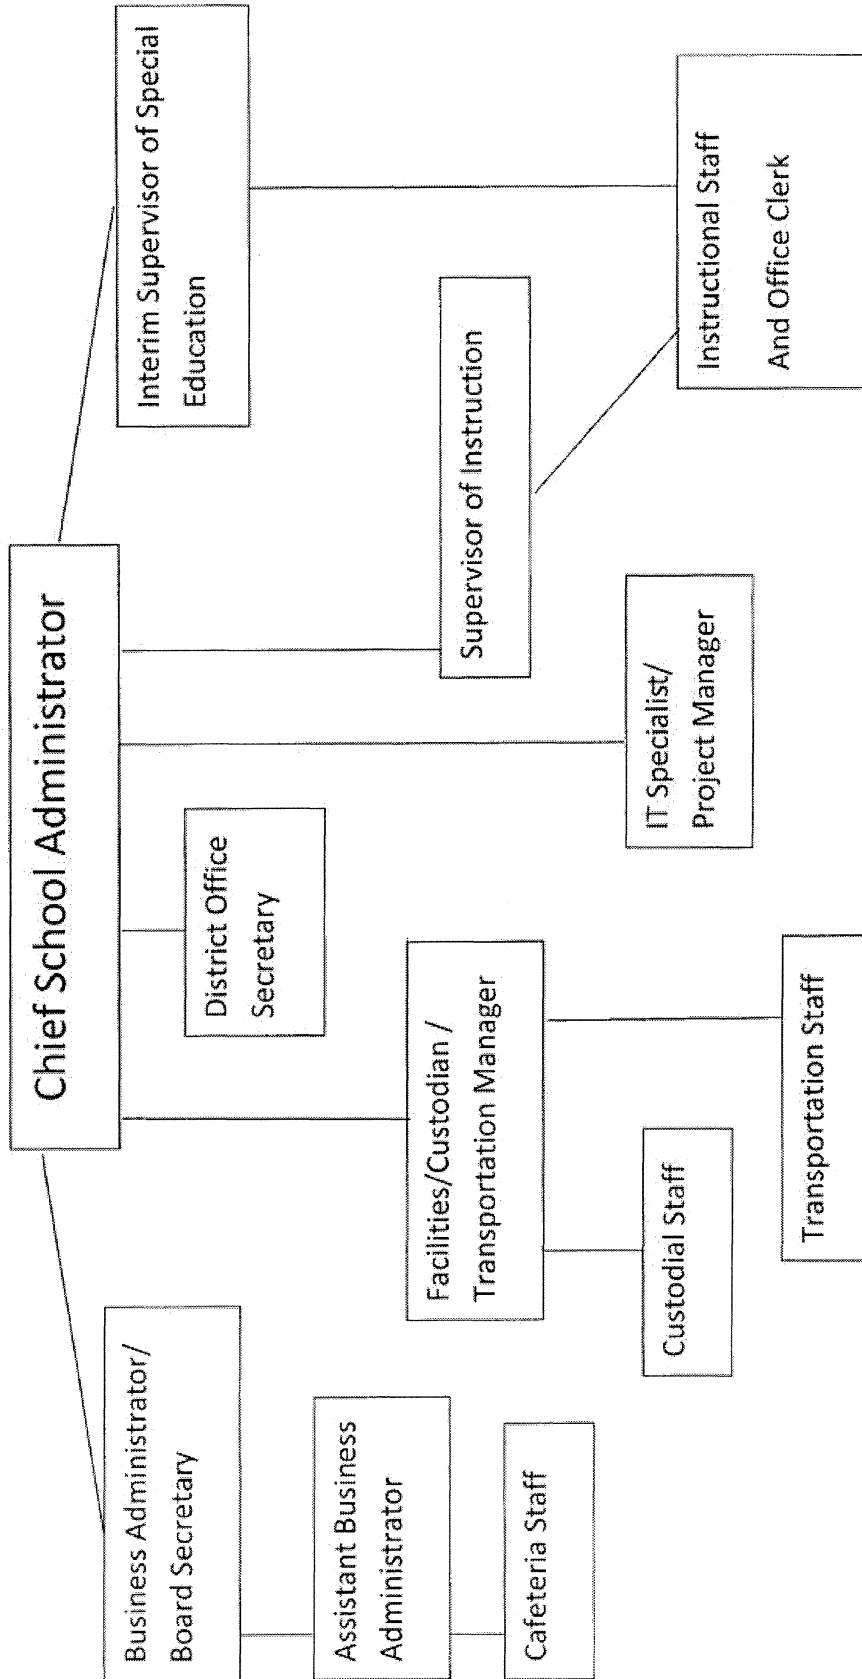 Chief School Administrator
Business Administrator/
Board Secretary
Assistant Business
Administrator
Cafeteria Staff
Facilities/Custodian /
Transportation Manager
Custodial Staff
Transportation Staff
District Office
Secretary
IT Specialist/
Project Manager
Supervisor of Instruction
Interim Supervisor of Special
Education
Instructional Staff
And Office Clerk